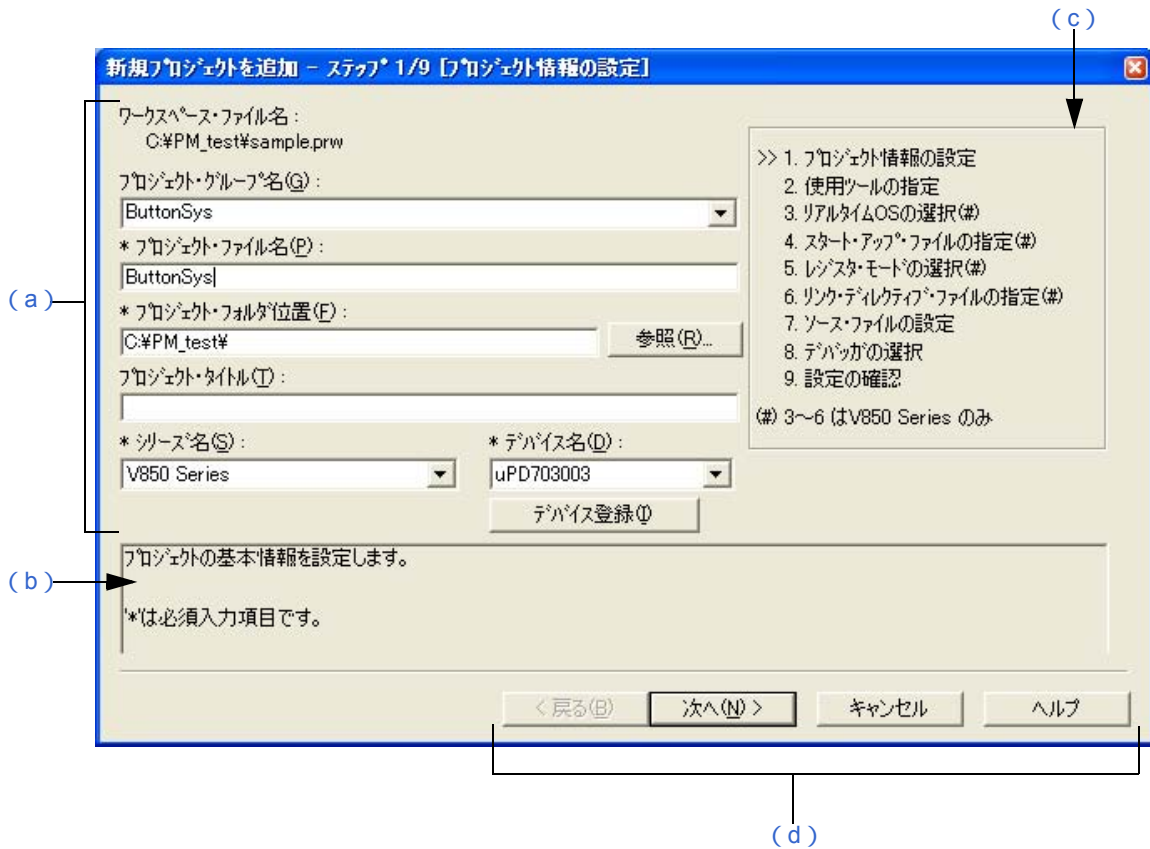 (c)
新規プロジェクトを追加 - ステップ 1/9 [プロジェクト情報の設定]
(a)
ワークスペース・ファイル名 :
C:¥PM_test¥sample.prw
プロジェクト・グループ名(G) :
ButtonSys
* プロジェクト・ファイル名(P) :
ButtonSys
* プロジェクト・フォルダ位置(F) :
C:¥PM_test¥
参照(R)...
プロジェクト・タイトル(T) :
* シリーズ名(S) :
V850 Series
* デバイス名(D) :
uPD703003
デバイス登録(I)
>> 1. プロジェクト情報の設定
2. 使用ツールの指定
3. リアルタイムOSの選択(#)
4. スタート・アップ・ファイルの指定(#)
5. レジスタ・モードの選択(#)
6. リンク・ディレクティブ・ファイルの指定(#)
7. ソース・ファイルの設定
8. デバッガの選択
9. 設定の確認
(#) 3~6 はV850 Series のみ
(b)
プロジェクトの基本情報を設定します。
'*'は必須入力項目です。
< 戻る(B)
次へ(N) >
キャンセル
ヘルプ
(d)